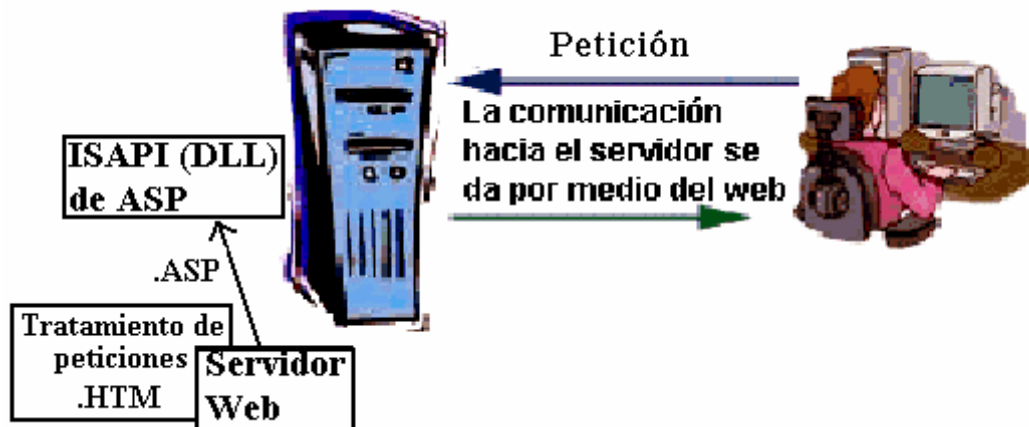 Petición
La comunicación
hacia el servidor se
da por medio del web
ISAPI (DLL)
de ASP
.ASP
Tratamiento de
peticiones
.HTM
Servidor
Web